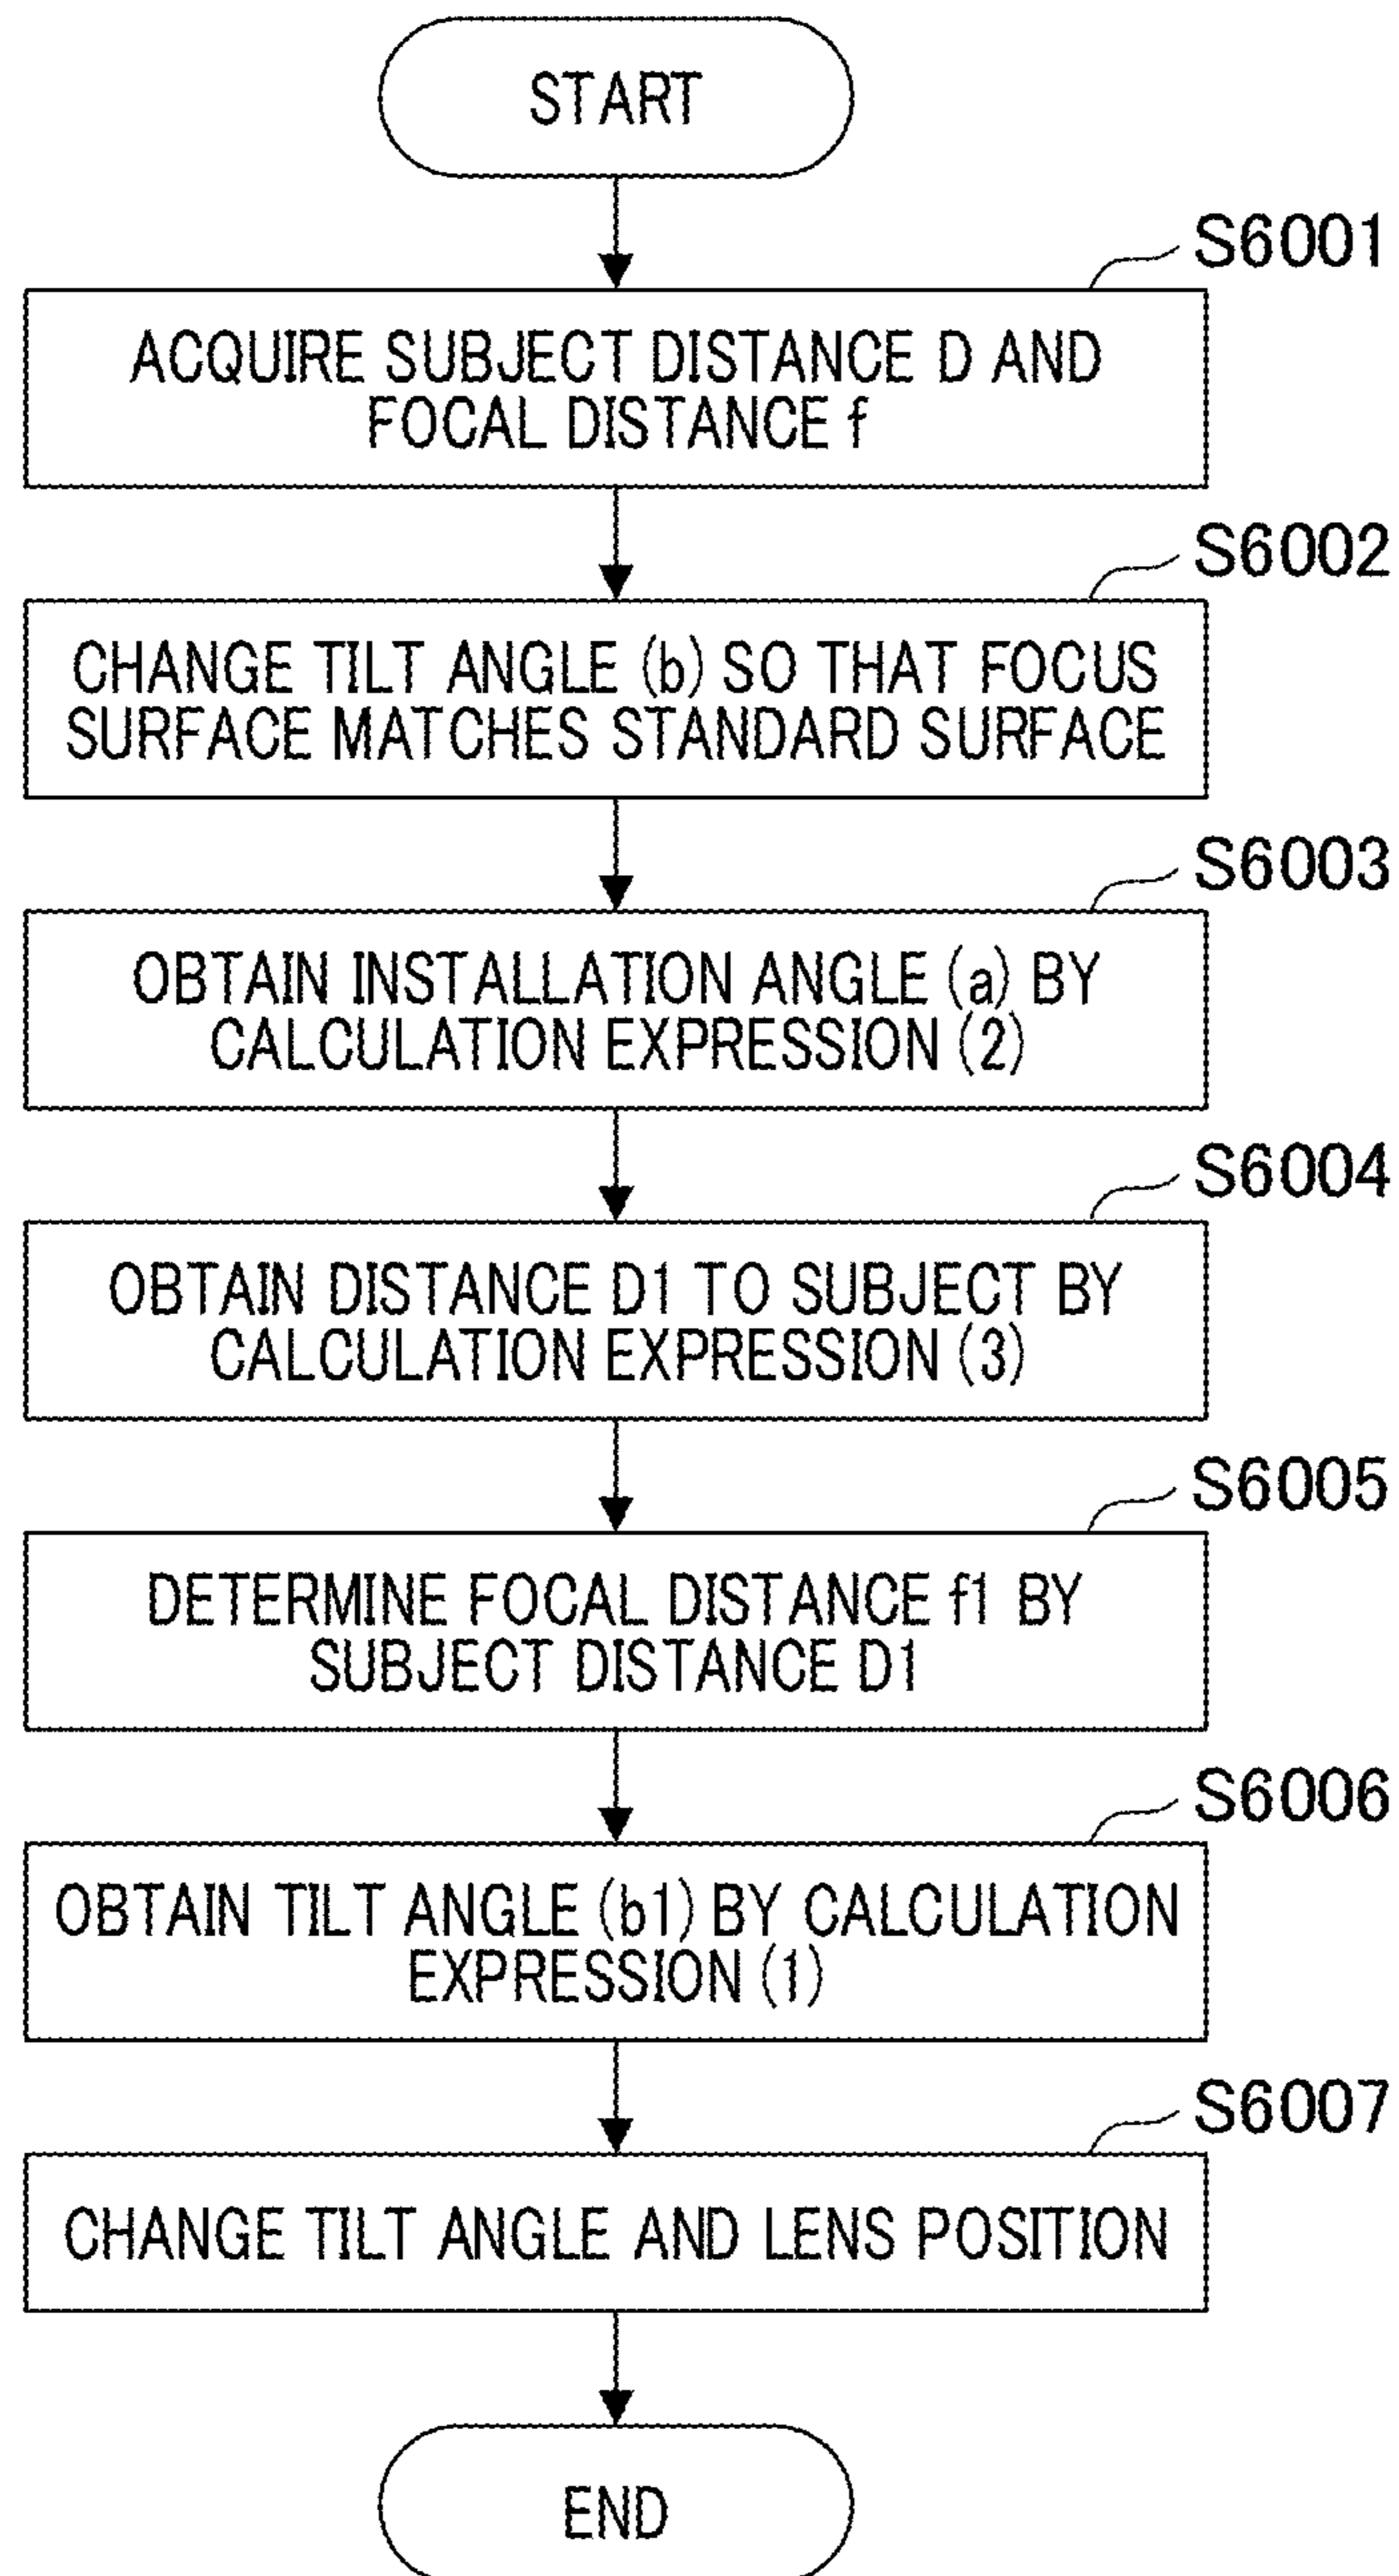 START
S6001
ACQUIRE SUBJECT DISTANCE D AND
FOCAL DISTANCE f
S6002
CHANGE TILT ANGLE (b) SO THAT FOCUS
SURFACE MATCHES STANDARD SURFACE
S6003
OBTAIN INSTALLATION ANGLE (a) BY
CALCULATION EXPRESSION (2)
S6004
OBTAIN DISTANCE D1 TO SUBJECT BY
CALCULATION EXPRESSION (3)
S6005
DETERMINE FOCAL DISTANCE f1 BY
SUBJECT DISTANCE D1
S6006
OBTAIN TILT ANGLE (b1) BY CALCULATION
EXPRESSION (1)
S6007
CHANGE TILT ANGLE AND LENS POSITION
END